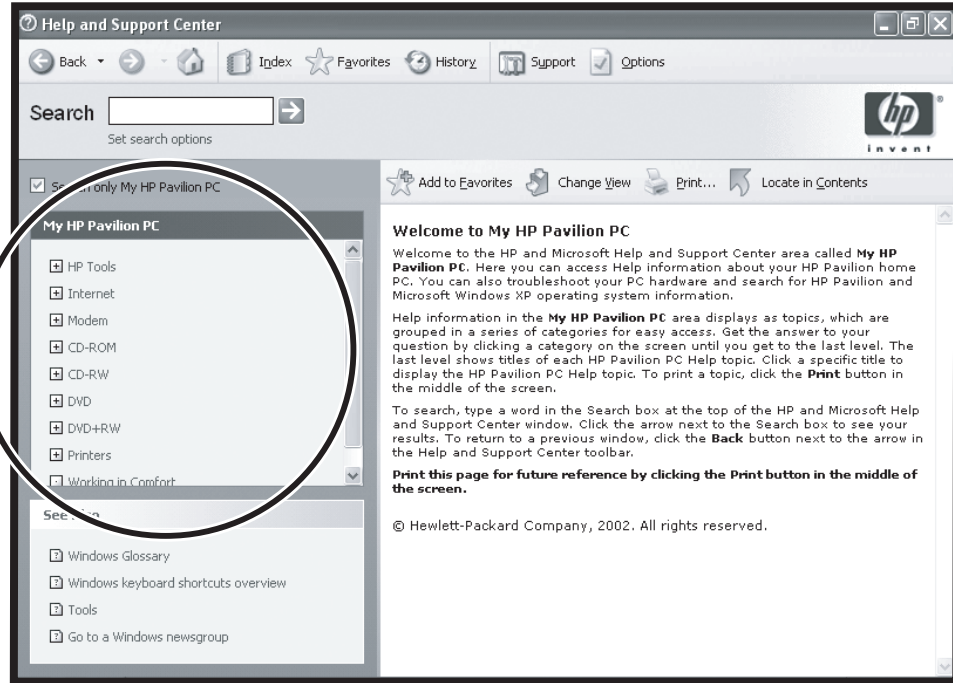 Help and Support Center
Back Index Favorites History Support Options
Search
Set search options
hp
®
invent
Search only My HP Pavilion PC
My HP Pavilion PC
HP Tools
Internet
Modem
CD-ROM
CD-RW
DVD
DVD+RW
Printers
Working in Comfort
See Also
Windows Glossary
Windows keyboard shortcuts overview
Tools
Go to a Windows newsgroup
Add to Favorites Change View Print... Locate in Contents
Welcome to My HP Pavilion PC
Welcome to the HP and Microsoft Help and Support Center area called My HP
Pavilion PC. Here you can access Help information about your HP Pavilion home
PC. You can also troubleshoot your PC hardware and search for HP Pavilion and
Microsoft Windows XP operating system information.
Help information in the My HP Pavilion PC area displays as topics, which are
grouped in a series of categories for easy access. Get the answer to your
question by clicking a category on the screen until you get to the last level. The
last level shows titles of each HP Pavilion PC Help topic. Click a specific title to
display the HP Pavilion PC Help topic. To print a topic, click the Print button in
the middle of the screen.
To search, type a word in the Search box at the top of the HP and Microsoft Help
and Support Center window. Click the arrow next to the Search box to see your
results. To return to a previous window, click the Back button next to the arrow in
the Help and Support Center toolbar.
Print this page for future reference by clicking the Print button in the middle of
the screen.
© Hewlett-Packard Company, 2002. All rights reserved.